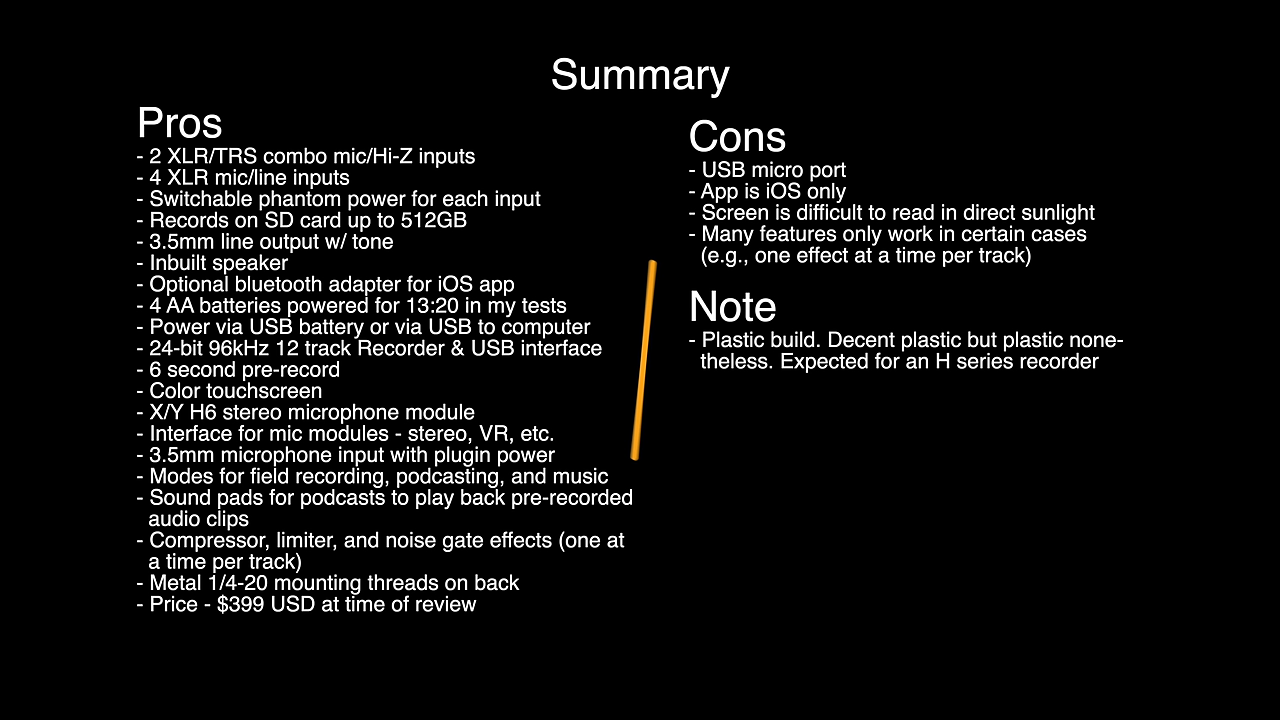 Summary
Pros
- 2 XLR/TRS combo mic/Hi-Z inputs
- 4 XLR mic/line inputs
- Switchable phantom power for each input
- Records on SD card up to 512GB
- 3.5mm line output w/ tone
- Inbuilt speaker
- Optional bluetooth adapter for iOS app
- 4 AA batteries powered for 13:20 in my tests
- Power via USB battery or via USB to computer
- 24-bit 96kHz 12 track Recorder & USB interface
- 6 second pre-record
- Color touchscreen
- X/Y H6 stereo microphone module
- Interface for mic modules - stereo, VR, etc.
- 3.5mm microphone input with plugin power
- Modes for field recording, podcasting, and music
- Sound pads for podcasts to play back pre-recorded
audio clips
- Compressor, limiter, and noise gate effects (one at
a time per track)
- Metal 1/4-20 mounting threads on back
- Price - $399 USD at time of review
Cons
- USB micro port
- App is iOS only
- Screen is difficult to read in direct sunlight
- Many features only work in certain cases
(e.g., one effect at a time per track)
Note
- Plastic build. Decent plastic but plastic none-
theless. Expected for an H series recorder